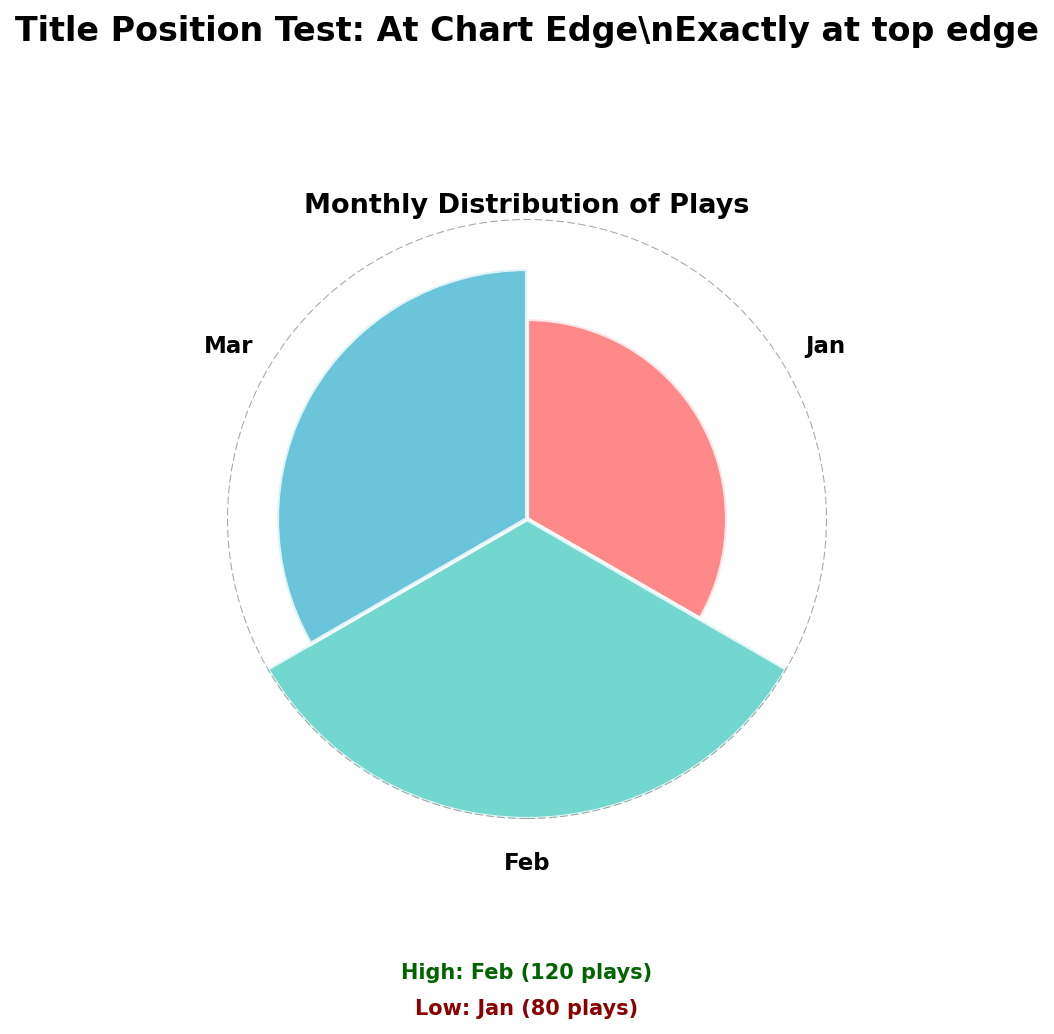 Title Position Test: At Chart Edge\nExactly at top edge
Monthly Distribution of Plays
Mar
Jan
Feb
High: Feb (120 plays)
Low: Jan (80 plays)